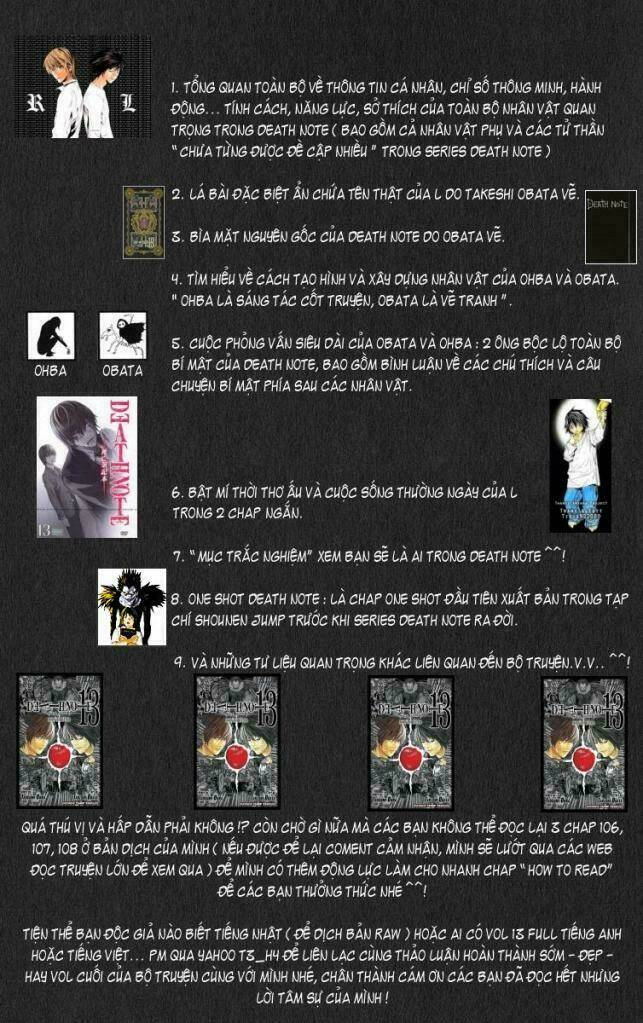 R L
1. TỔNG QUAN TOÀN BỘ VỀ THÔNG TIN CÁ NHÂN, CHỈ SỐ THÔNG MINH, HÀNH
ĐỘNG... TÍNH CÁCH, NĂNG LỰC, SỞ THÍCH CỦA TOÀN BỘ NHÂN VẬT QUAN
TRỌNG TRONG DEATH NOTE ( BAO GỒM CẢ NHÂN VẬT PHỤ VÀ CÁC TỬ THẦN
" CHƯA TỪNG ĐƯỢC ĐỀ CẬP NHIỀU " TRONG SERIES DEATH NOTE )
2. LÁ BÀI ĐẶC BIỆT ẨN CHỨA TÊN THẬT CỦA L DO TAKESHI OBATA VẼ.
DEATH NOTE
3. BÌA MẶT NGUYÊN GỐC CỦA DEATH NOTE DO OBATA VẼ.
4. TÌM HIỂU VỀ CÁCH TẠO HÌNH VÀ XÂY DỰNG NHÂN VẬT CỦA OHBA VÀ OBATA.
" OHBA LÀ SÁNG TÁC CỐT TRUYỆN, OBATA LÀ VẼ TRANH ".
5. CUỘC PHỎNG VẤN SIÊU DÀI CỦA OBATA VÀ OHBA : 2 ÔNG BỘC LỘ TOÀN BỘ
BÍ MẬT CỦA DEATH NOTE, BAO GỒM BÌNH LUẬN VỀ CÁC CHÚ THÍCH VÀ CÂU
CHUYỆN BÍ MẬT PHÍA SAU CÁC NHÂN VẬT.
OHBA OBATA
DEATH NOTE
13
6. BẬT MÍ THỜI THƠ ẤU VÀ CUỘC SỐNG THƯỜNG NGÀY CỦA L
TRONG 2 CHAP NGẮN.
7. " MỤC TRẮC NGHIỆM" XEM BẠN SẼ LÀ AI TRONG DEATH NOTE ^^!
8. ONE SHOT DEATH NOTE : LÀ CHAP ONE SHOT ĐẦU TIÊN XUẤT BẢN TRONG TẠP
CHÍ SHOUNEN JUMP TRƯỚC KHI SERIES DEATH NOTE RA ĐỜI.
9. VÀ NHỮNG TƯ LIỆU QUAN TRỌNG KHÁC LIÊN QUAN ĐẾN BỘ TRUYỆN.V.V.. ^^!
13 13 13 13
QUÁ THÚ VỊ VÀ HẤP DẪN PHẢI KHÔNG !? CÒN CHỜ GÌ NỮA MÀ CÁC BẠN KHÔNG THỂ ĐỌC LẠI 3 CHAP 106,
107, 108 Ở BẢN DỊCH CỦA MÌNH ( NẾU ĐƯỢC ĐỂ LẠI COMENT CẢM NHẬN, MÌNH SẼ LƯỚT QUA CÁC WEB
ĐỌC TRUYỆN LỚN ĐỂ XEM QUA ) ĐỂ MÌNH CÓ THÊM ĐỘNG LỰC LÀM CHO NHANH CHAP " HOW TO READ"
ĐỂ CÁC BẠN THƯỞNG THỨC NHÉ ^^!
TIỆN THỂ BẠN ĐỘC GIẢ NÀO BIẾT TIẾNG NHẬT ( ĐỂ DỊCH BẢN RAW ) HOẶC AI CÓ VOL 13 FULL TIẾNG ANH
HOẶC TIẾNG VIỆT... PM QUA YAHOO T3_H4 ĐỂ LIÊN LẠC CÙNG THẢO LUẬN HOÀN THÀNH SỚM - ĐẸP -
HAY VOL CUỐI CỦA BỘ TRUYỆN CÙNG VỚI MÌNH NHÉ, CHÂN THÀNH CÁM ƠN CÁC BẠN ĐÃ ĐỌC HẾT NHƯNG
LỜI TÂM SỰ CỦA MÌNH !